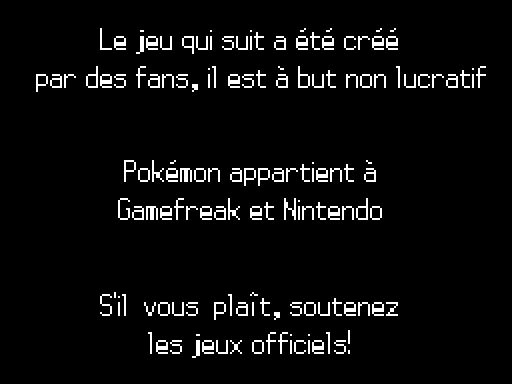 Le jeu qui suit a été créé
par des fans, il est à but non lucratif
Pokémon appartient à
Gamefreak et Nintendo
S'il vous plaît, soutenez
les jeux officiels!